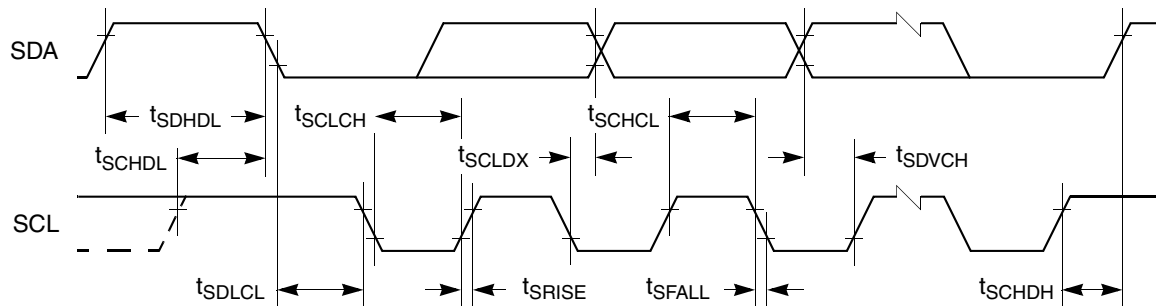 SDA
tSDHDL
tSCLCH
tSCHCL
tSCHDL
tSCLDX
tSDVCH
SCL
tSDLCL
tSRISE
tSFALL
tSCHDH